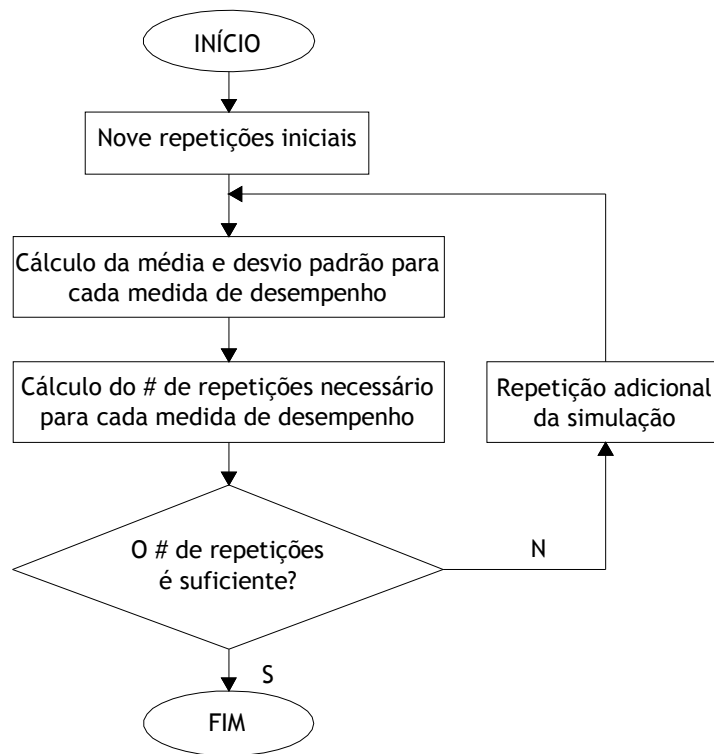 INÍCIO
Nove repetições iniciais
Cálculo da média e desvio padrão para
cada medida de desempenho
Cálculo do # de repetições necessário
para cada medida de desempenho
Repetição adicional
da simulação
O # de repetições
é suficiente?
N
S
FIM